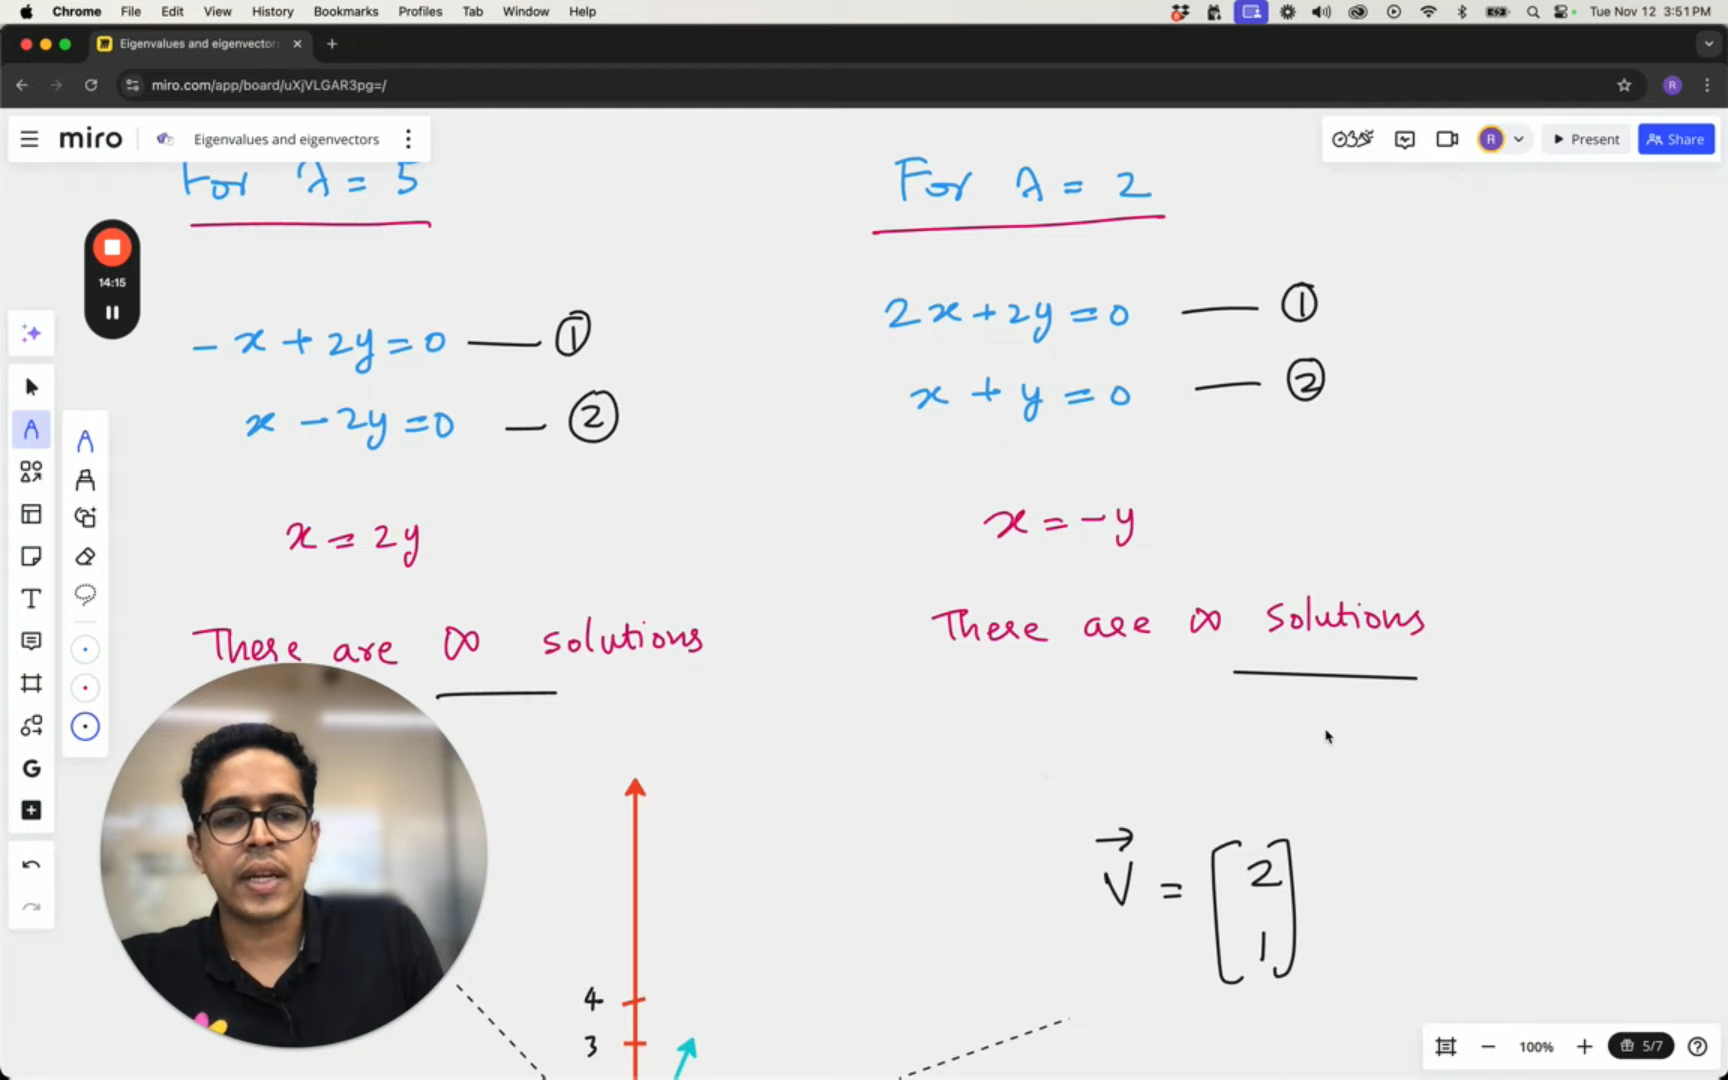 Chrome File Edit View History Bookmarks Profiles Tab Window Help Tue Nov 12 3:51 PM
Eigenvalues and eigenvector
miro.com/app/board/uXjVLGAR3pg=/
R
miro Eigenvalues and eigenvectors
R Present Share
14:15
For λ = 5
- x + 2y = 0 — ①
x - 2y = 0 — ②
x = 2y
There are ∞ solutions
For λ = 2
2x + 2y = 0 — ①
x + y = 0 — ②
x = -y
There are ∞ solutions
V = [2
1]
4
3
100% 5/7